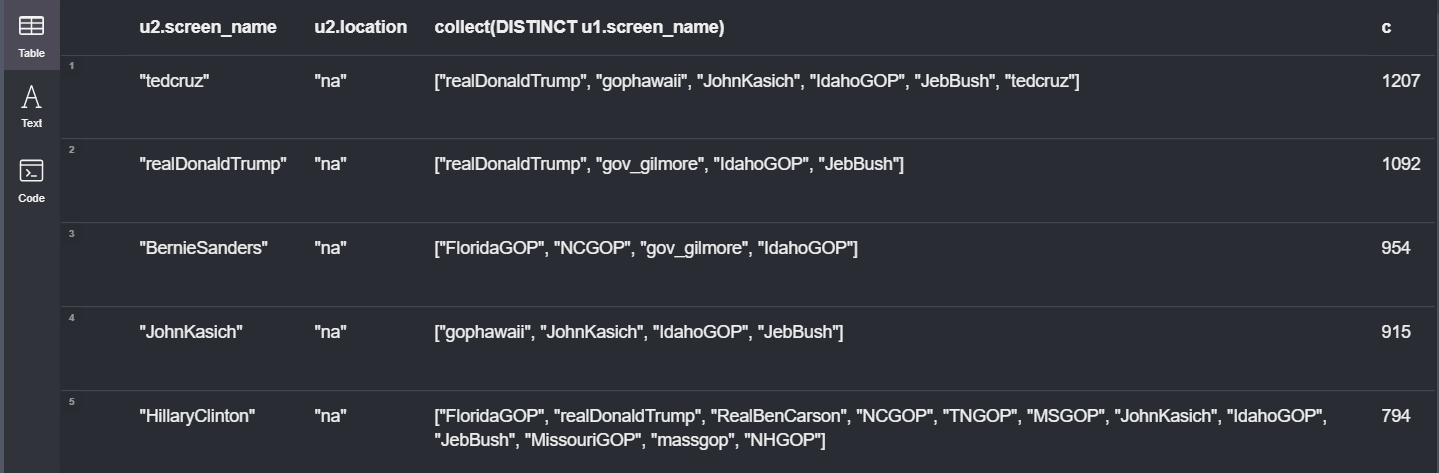 u2.screen_name u2.location collect(DISTINCT u1.screen_name) c
Table
1
"tedcruz" "na" ["realDonaldTrump", "gophawaii", "JohnKasich", "IdahoGOP", "JebBush", "tedcruz"] 1207
Text
2
"realDonaldTrump" "na" ["realDonaldTrump", "gov_gilmore", "IdahoGOP", "JebBush"] 1092
Code
3
"BernieSanders" "na" ["FloridaGOP", "NCGOP", "gov_gilmore", "IdahoGOP"] 954
4
"JohnKasich" "na" ["gophawaii", "JohnKasich", "IdahoGOP", "JebBush"] 915
5
"HillaryClinton" "na" ["FloridaGOP", "realDonaldTrump", "RealBenCarson", "NCGOP", "TNGOP", "MSGOP", "JohnKasich", "IdahoGOP", 794
"JebBush", "MissouriGOP", "massgop", "NHGOP"]